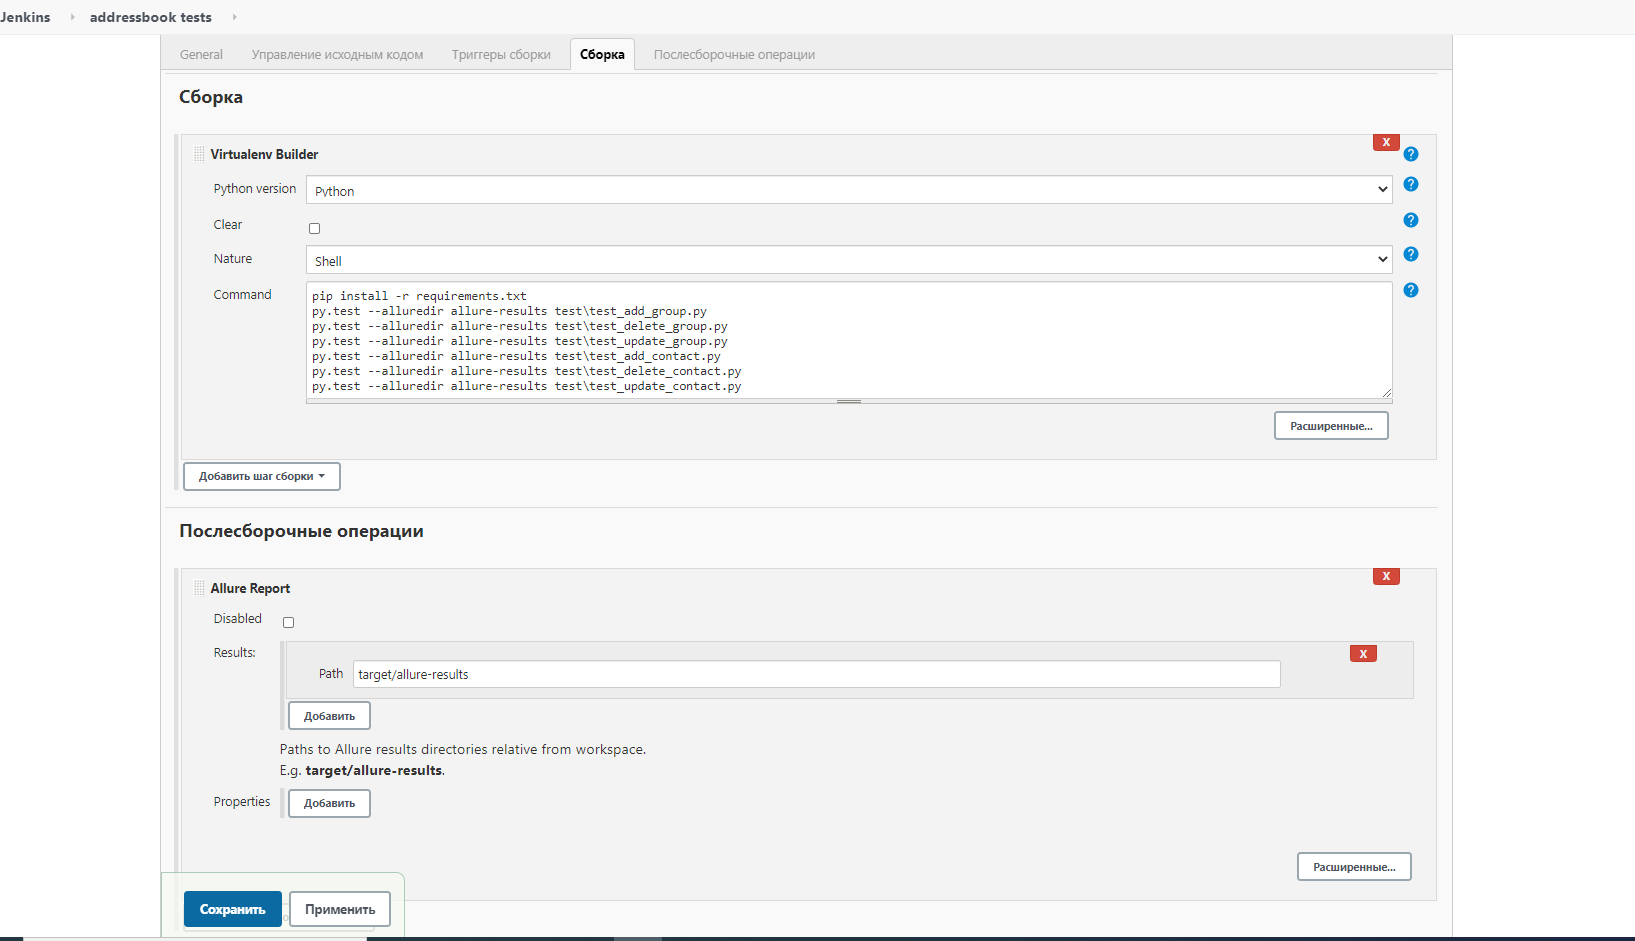 Jenkins addressbook tests
General Управление исходным кодом Триггеры сборки Сборка Послесборочные операции
Сборка
X
Virtualenv Builder ?
Python version Python ?
Clear ?
Nature Shell ?
Command ?
pip install -r requirements.txt
py.test --alluredir allure-results test\test_add_group.py
py.test --alluredir allure-results test\test_delete_group.py
py.test --alluredir allure-results test\test_update_group.py
py.test --alluredir allure-results test\test_add_contact.py
py.test --alluredir allure-results test\test_delete_contact.py
py.test --alluredir allure-results test\test_update_contact.py
Расширенные...
Добавить шаг сборки
Послесборочные операции
X
Allure Report
Disabled
Results: X
Path target/allure-results
Добавить
Paths to Allure results directories relative from workspace.
E.g. target/allure-results.
Properties Добавить
Расширенные...
Сохранить Применить